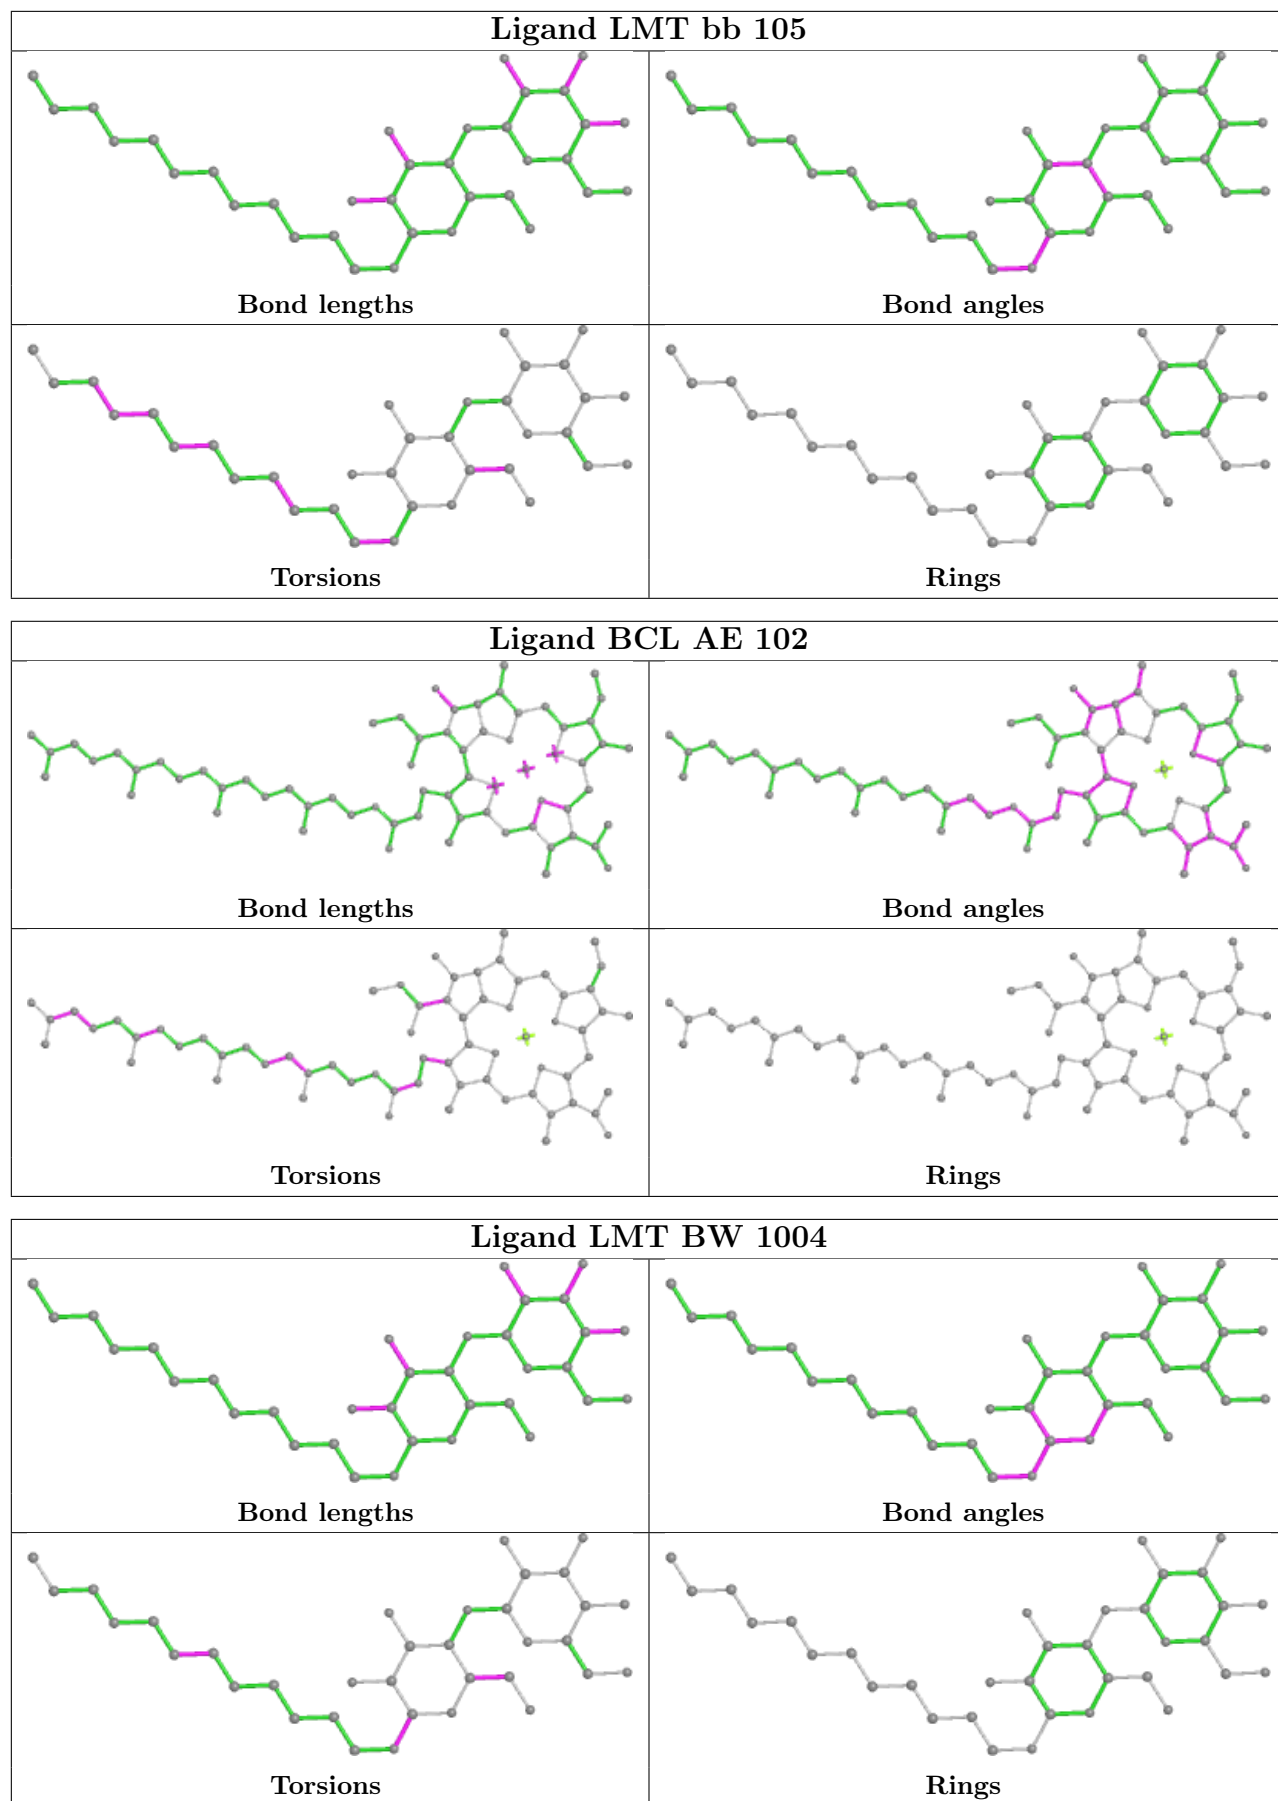 Ligand LMT bb 105
Bond lengths
Bond angles
Torsions
Rings
Ligand BCL AE 102
Bond lengths
Bond angles
Torsions
Rings
Ligand LMT BW 1004
Bond lengths
Bond angles
Torsions
Rings